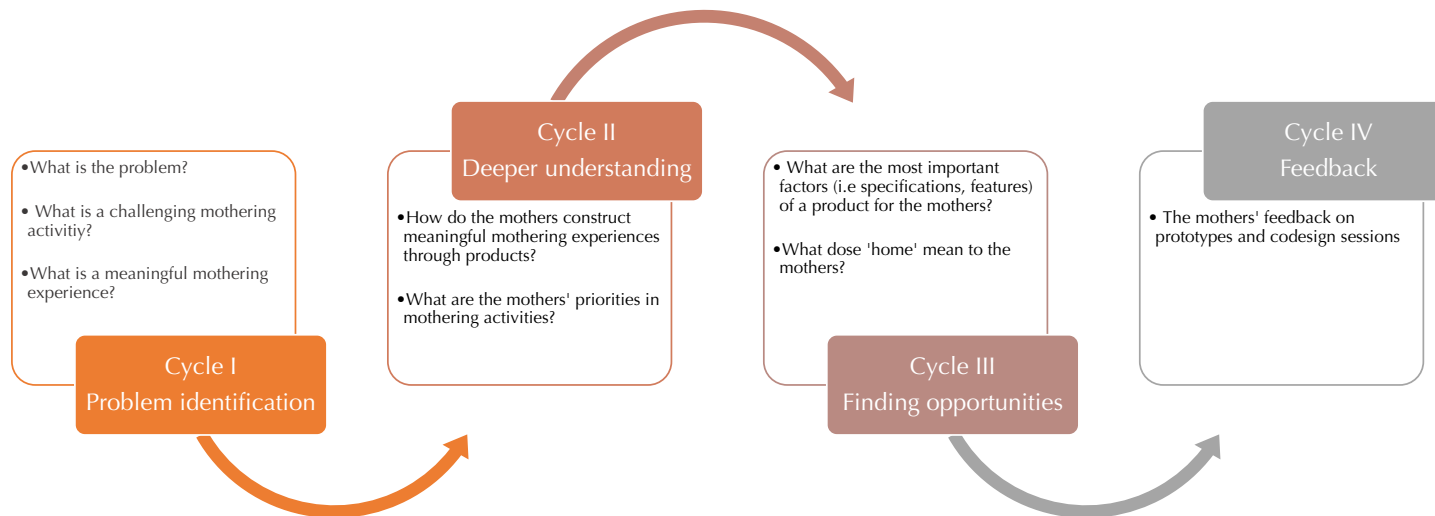 •What is the problem?
• What is a challenging mothering
activitiy?
•What is a meaningful mothering
experience?
Cycle I
Problem identification
Cycle II
Deeper understanding
•How do the mothers construct
meaningful mothering experiences
through products?
•What are the mothers' priorities in
mothering activities?
• What are the most important
factors (i.e specifications, features)
of a product for the mothers?
•What dose 'home' mean to the
mothers?
Cycle III
Finding opportunities
Cycle IV
Feedback
• The mothers' feedback on
prototypes and codesign sessions